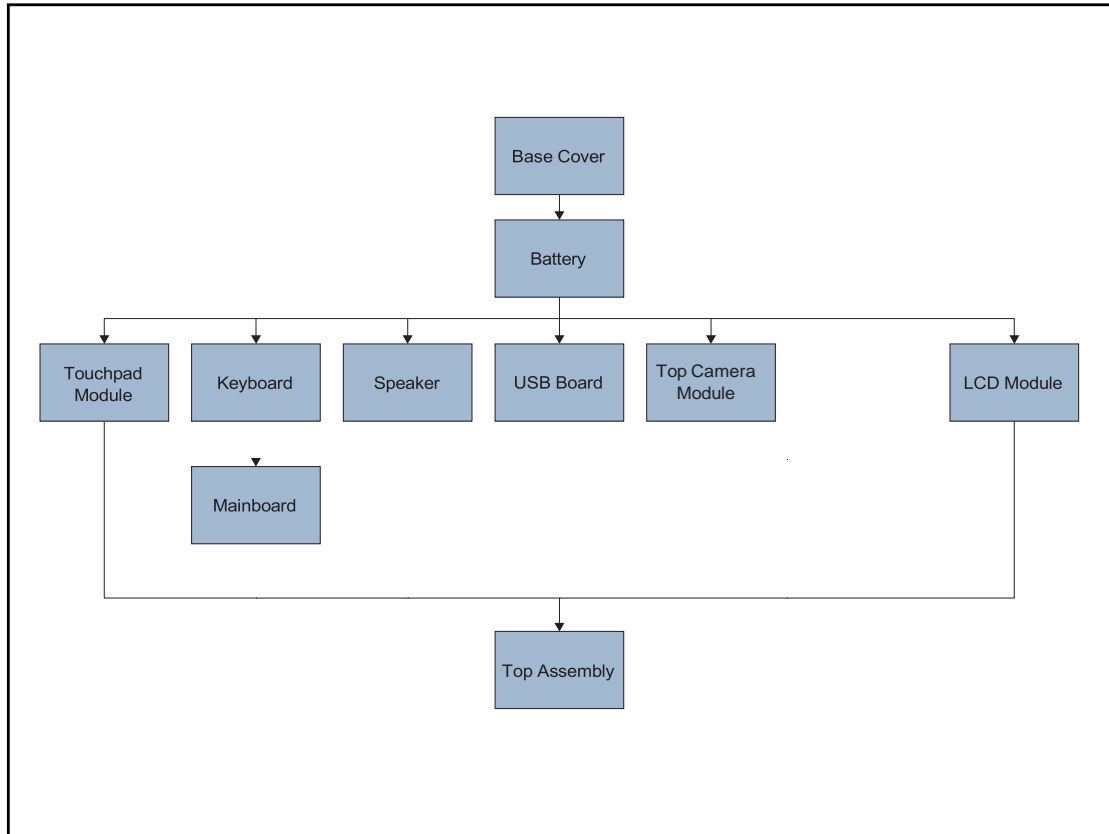 Base Cover
Battery
Touchpad
Module
Keyboard
Speaker
USB Board
Top Camera
Module
LCD Module
Mainboard
Top Assembly